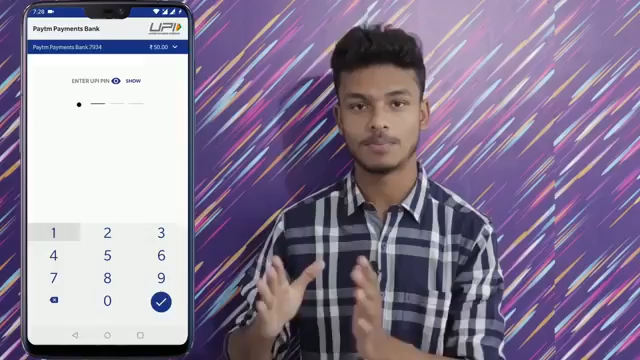 7:28
Paytm Payments Bank
UPI
Paytm Payments Bank 7934
₹ 50.00
ENTER UPI PIN SHOW
1 2 3
4 5 6
7 8 9
0